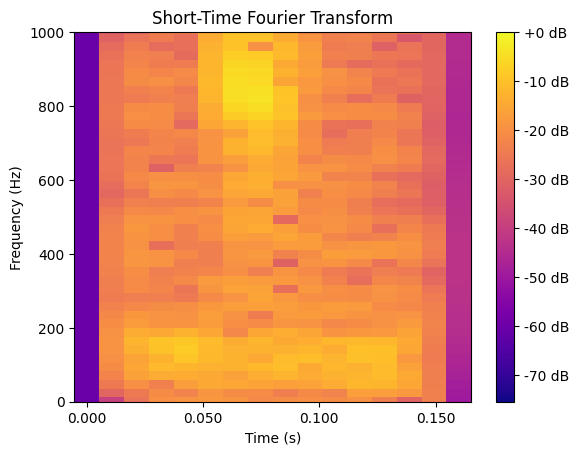 Short-Time Fourier Transform
1000
800
600
400
200
0
Frequency (Hz)
0.000
0.050
0.100
0.150
Time (s)
+0 dB
-10 dB
-20 dB
-30 dB
-40 dB
-50 dB
-60 dB
-70 dB